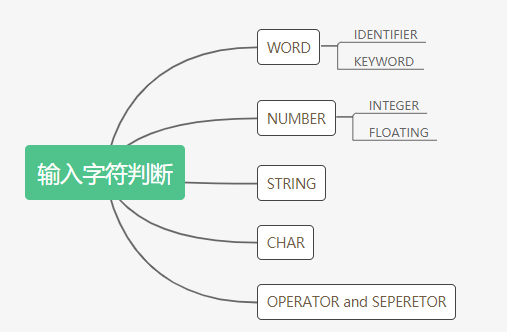 输入字符判断
WORD
IDENTIFIER
KEYWORD
NUMBER
INTEGER
FLOATING
STRING
CHAR
OPERATOR and SEPERETOR